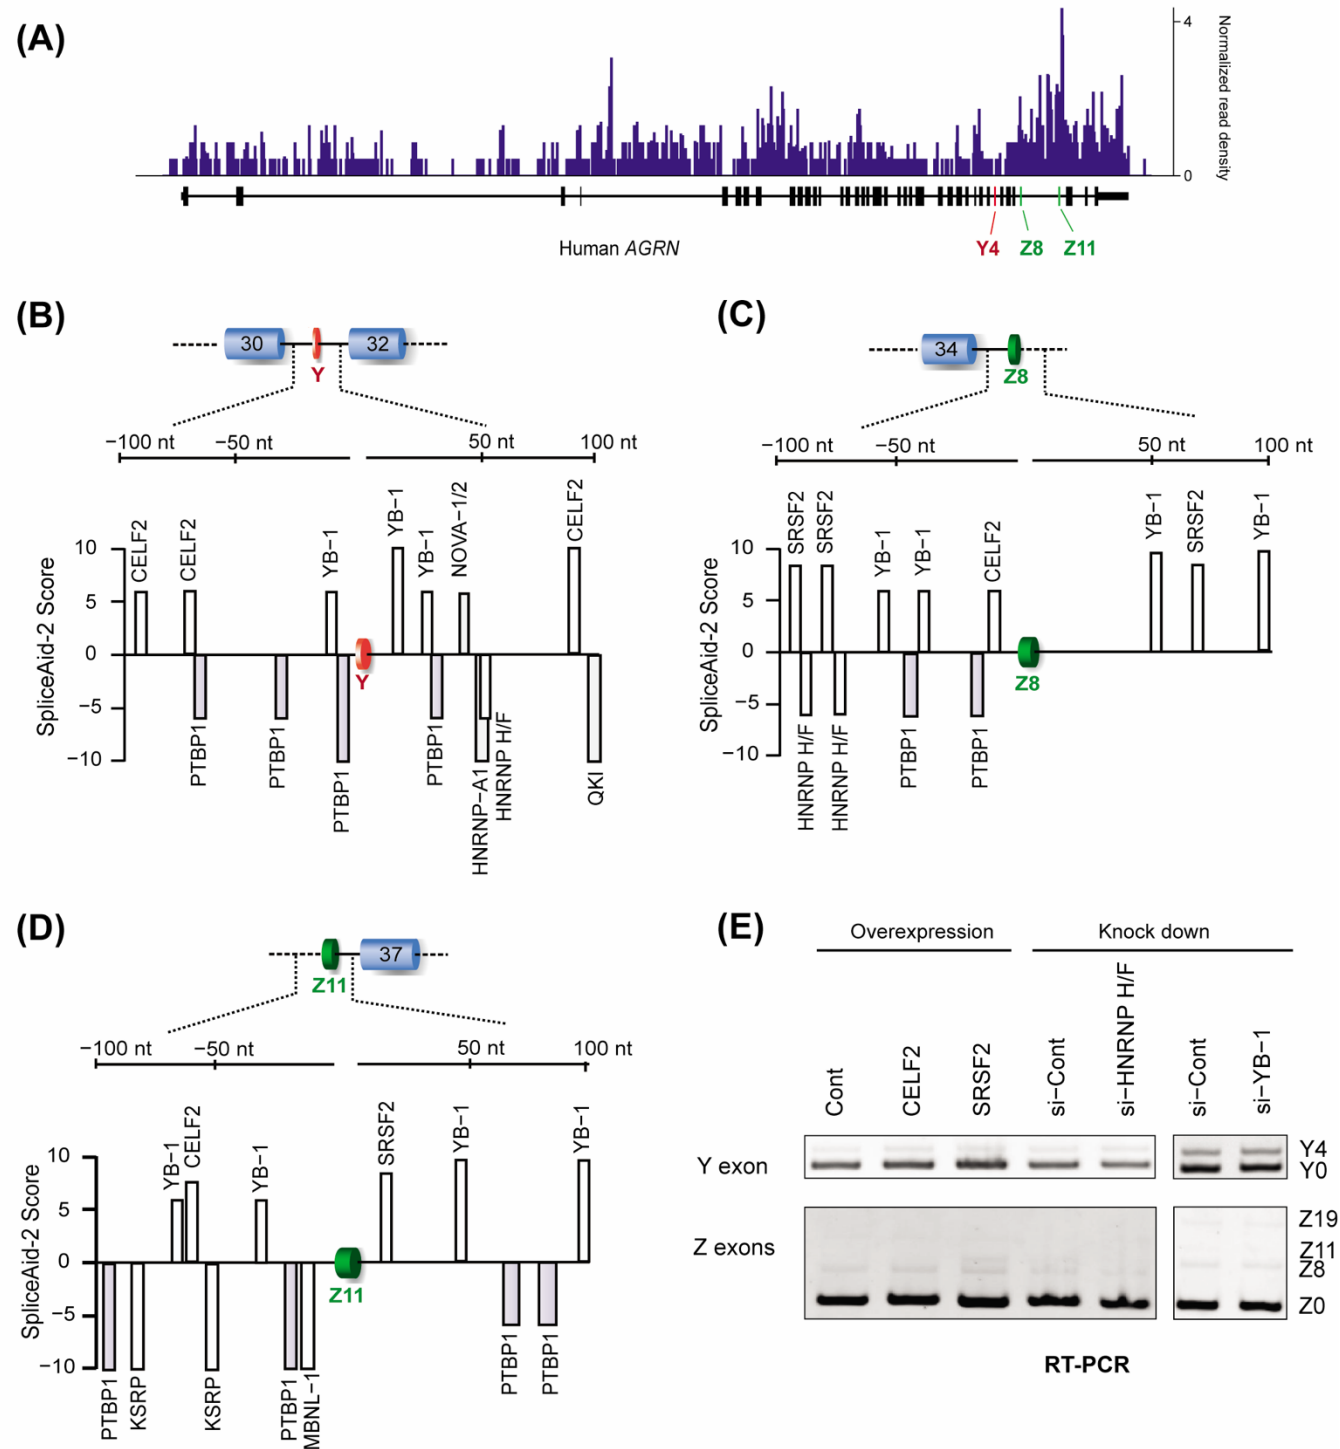 (A)
4
0
Normalized read density
Human AGRN
Y4
Z8
Z11
(B)
30
32
Y
−100 nt
−50 nt
50 nt
100 nt
SpliceAid-2 Score
10
5
0
−5
−10
CELF2
CELF2
YB−1
YB−1
YB−1
NOVA−1/2
CELF2
Y
PTBP1
PTBP1
PTBP1
PTBP1
HNRNP−A1
HNRNP H/F
QKI
(C)
34
Z8
−100 nt
−50 nt
50 nt
100 nt
SpliceAid-2 Score
10
5
0
−5
−10
SRSF2
SRSF2
YB−1
YB−1
CELF2
YB−1
SRSF2
YB−1
Z8
HNRNP H/F
HNRNP H/F
PTBP1
PTBP1
(D)
37
Z11
−100 nt
−50 nt
50 nt
100 nt
SpliceAid-2 Score
10
5
0
−5
−10
YB−1
CELF2
YB−1
SRSF2
YB−1
YB−1
Z11
PTBP1
KSRP
KSRP
PTBP1
MBNL−1
PTBP1
PTBP1
(E)
Overexpression
Knock down
Cont
CELF2
SRSF2
si−Cont
si−HNRNP H/F
si−Cont
si−YB−1
Y exon
Y4
Y0
Z exons
Z19
Z11
Z8
Z0
RT-PCR